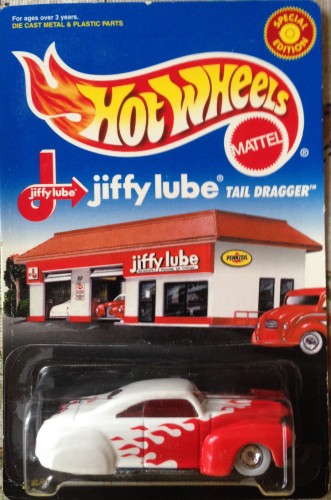 For ages over 3 years.
DIE CAST METAL & PLASTIC PARTS
SPECIAL EDITION
Hot Wheels
MATTEL
®
jiffy lube®
jiffy lube® TAIL DRAGGER™
jiffy lube
PENNZOIL